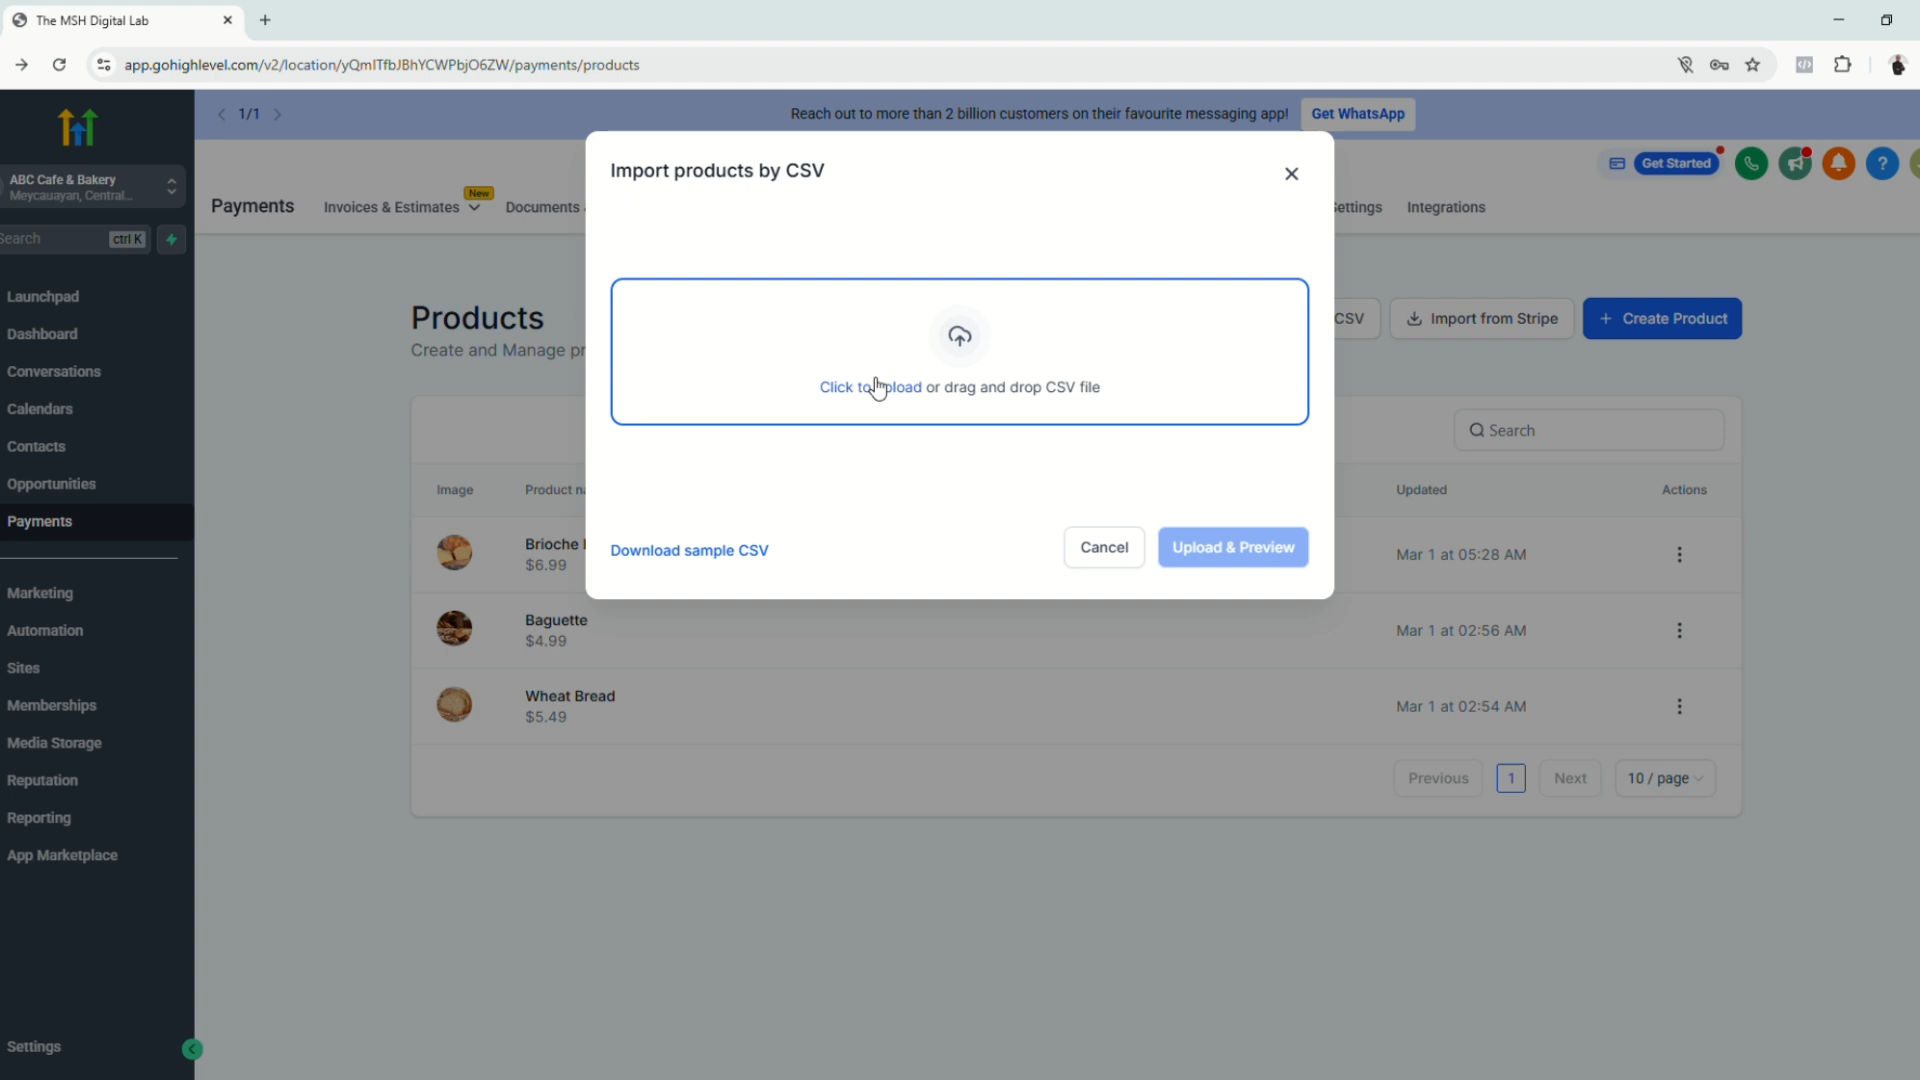 The MSH Digital Lab
app.gohighlevel.com/v2/location/yQmlTfbJBhYCWPbjO6ZW/payments/products
1/1
Reach out to more than 2 billion customers on their favourite messaging app!
Get WhatsApp
ABC Cafe & Bakery
Meycauayan, Central...
Search
ctrl K
Launchpad
Dashboard
Conversations
Calendars
Contacts
Opportunities
Payments
Marketing
Automation
Sites
Memberships
Media Storage
Reputation
Reporting
App Marketplace
Settings
Get Started
Payments
Invoices & Estimates
New
Documents
Settings
Integrations
Products
Create and Manage pr
CSV
Import from Stripe
+ Create Product
Search
Image
Product na
Updated
Actions
Brioche
$6.99
Mar 1 at 05:28 AM
Baguette
$4.99
Mar 1 at 02:56 AM
Wheat Bread
$5.49
Mar 1 at 02:54 AM
Previous
1
Next
10 / page
Import products by CSV
Click to upload or drag and drop CSV file
Download sample CSV
Cancel
Upload & Preview